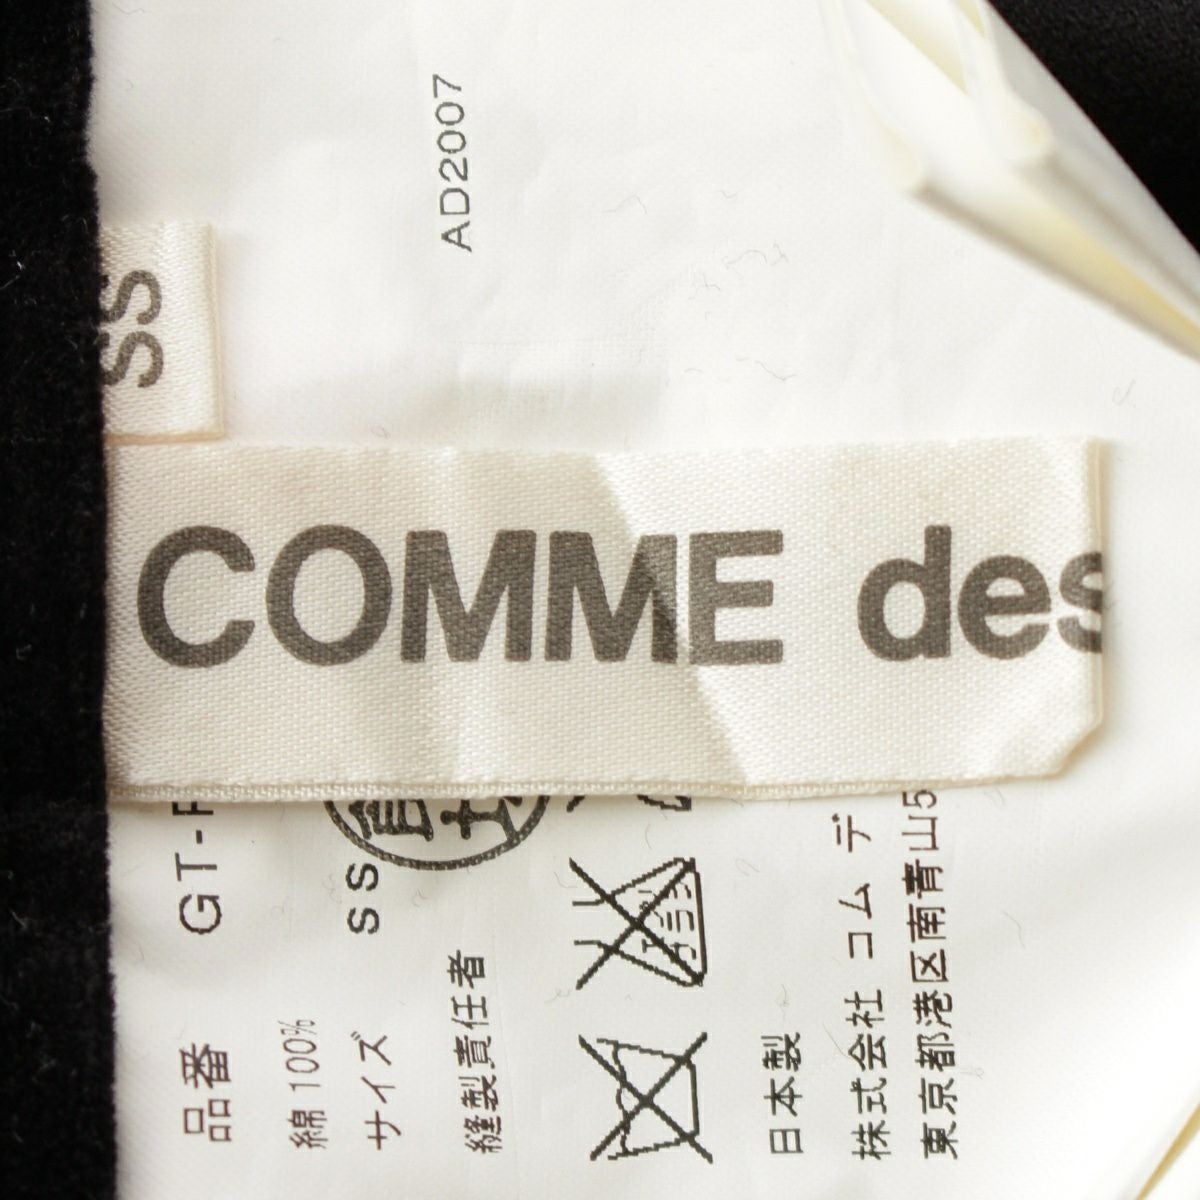 AD2007
SS
COMME des
品番 GT-
綿 100%
サイズ SS
縫製責任者
日本製
株式会社 コム デ
東京都港区南青山5